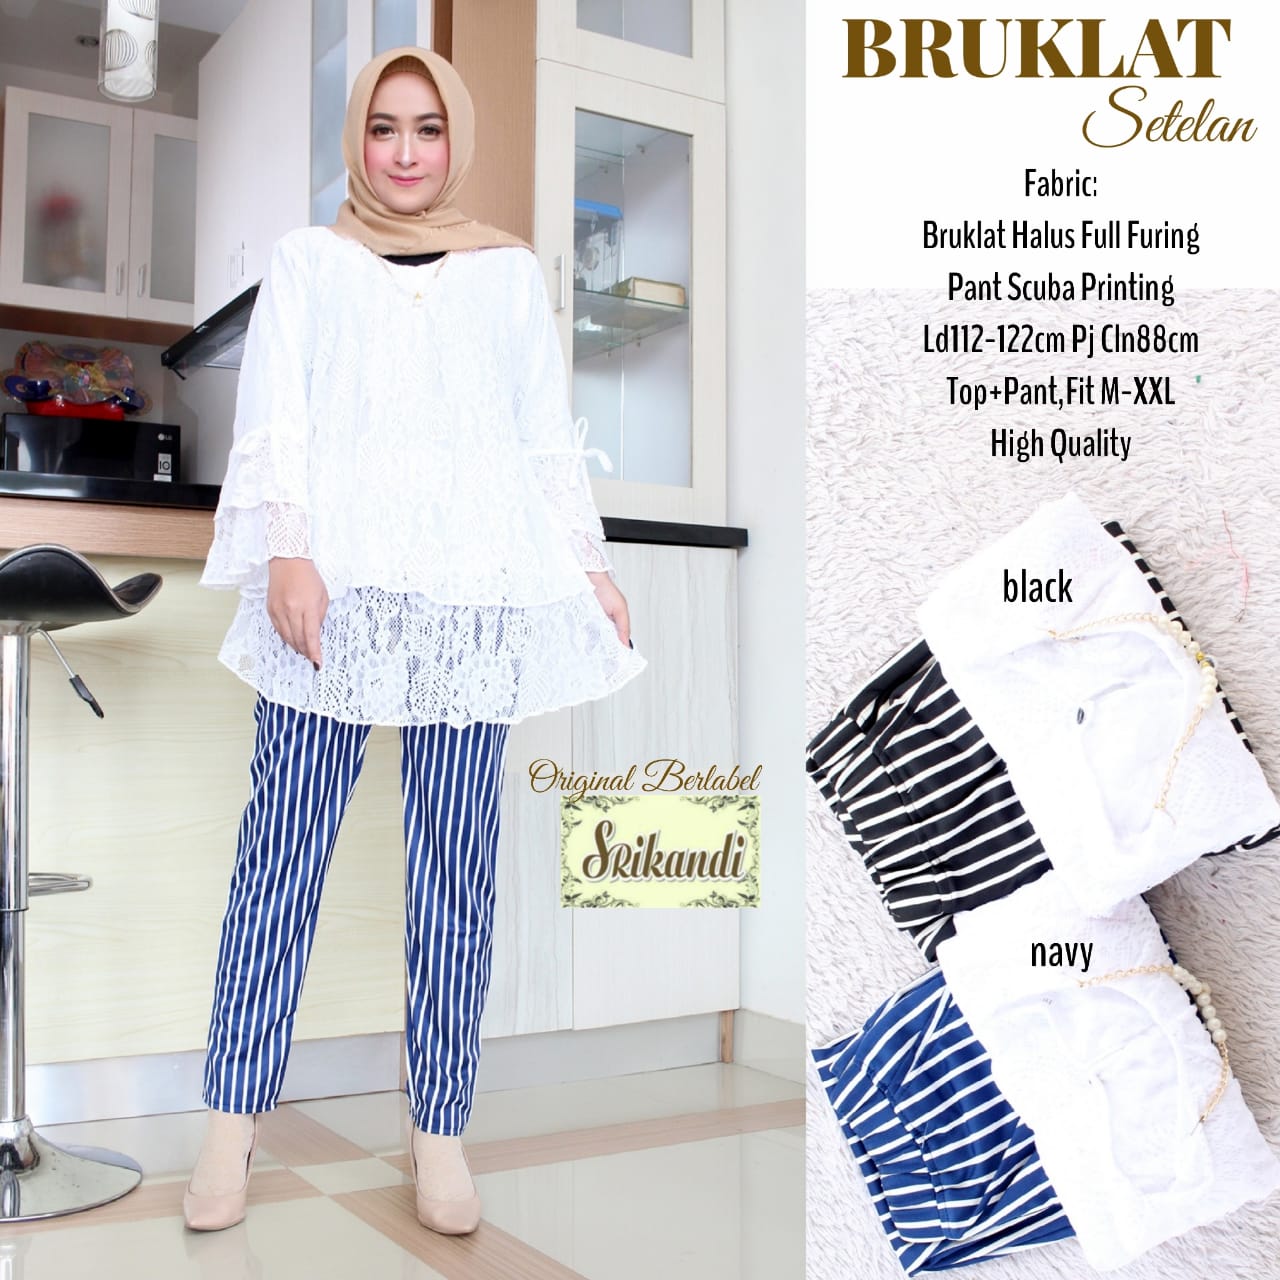 BRUKLAT
Setelan
Fabric:
Bruklat Halus Full Furing
Pant Scuba Printing
Ld112-122cm Pj Cln88cm
Top+Pant,Fit M-XXL
High Quality
black
navy
Original Berlabel
Srikandi
LG
10